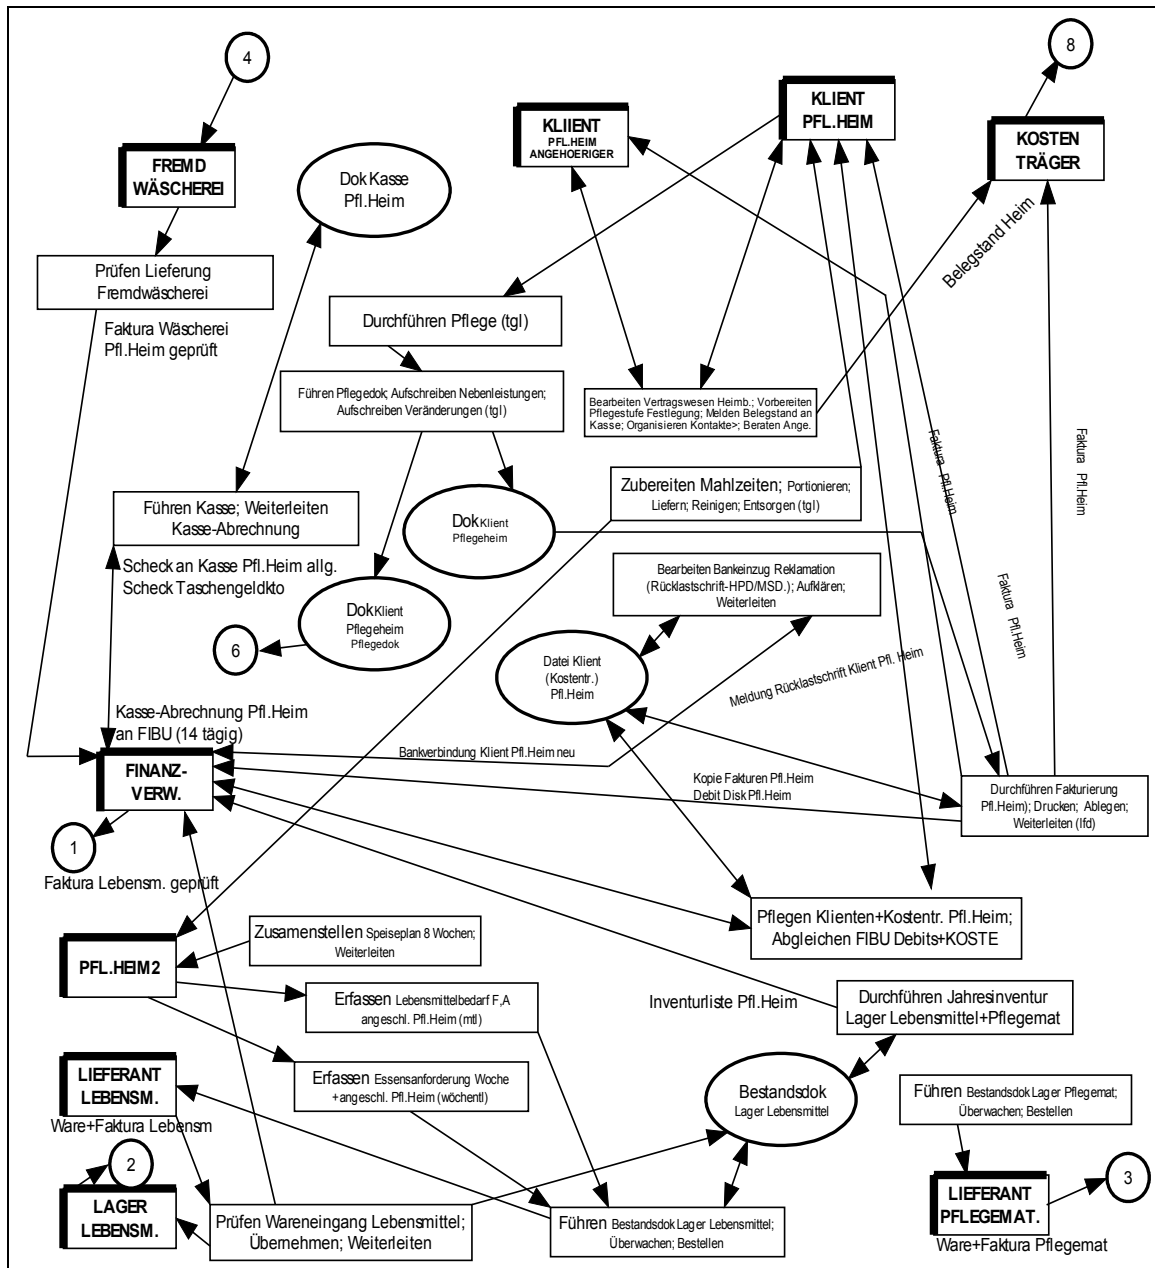 4
8
KLIIENT
PFL.HEIM
ANGEHOERIGER
KLIENT
PFL.HEIM
KOSTEN
TRÄGER
FREMD
WÄSCHEREI
Dok Kasse
Pfl.Heim
Belegstand Heim
Prüfen Lieferung
Fremdwäscherei
Faktura Wäscherei
Pfl.Heim geprüft
Durchführen Pflege (tgl)
Führen Pflegedok; Aufschreiben Nebenleistungen;
Aufschreiben Veränderungen (tgl)
Bearbeiten Vertragswesen Heimb.; Vorbereiten
Pflegestufe Festlegung; Melden Belegstand an
Kasse; Organisieren Kontakte>; Beraten Ange.
Faktura Pfl.Heim
Faktura Pfl.Heim
Faktura Pfl.Heim
Faktura Pfl.Heim
Zubereiten Mahlzeiten; Portionieren;
Liefern; Reinigen; Entsorgen (tgl)
Führen Kasse; Weiterleiten
Kasse-Abrechnung
Dok Klient
Pflegeheim
Scheck an Kasse Pfl.Heim allg.
Scheck Taschengeldkto
Bearbeiten Bankeinzug Reklamation
(Rücklastschrift-HPD/MSD.); Aufklären;
Weiterleiten
Dok Klient
Pflegeheim
Pflegedok
6
Datei Klient
(Kostentr.)
Pfl.Heim
Meldung Rücklastschrift Klient Pfl. Heim
Kasse-Abrechnung Pfl.Heim
an FIBU (14 tägig)
Bankverbindung Klient Pfl.Heim neu
FINANZ-
VERW.
Kopie Fakturen Pfl.Heim
Debit Disk Pfl.Heim
Durchführen Fakturierung
Pfl.Heim); Drucken; Ablegen;
Weiterleiten (lfd)
1
Faktura Lebensm. geprüft
Pflegen Klienten+Kostentr. Pfl.Heim;
Abgleichen FIBU Debits+KOSTE
Zusammenstellen Speiseplan 8 Wochen;
Weiterleiten
PFL.HEIM2
Erfassen Lebensmittelbedarf F,A
angeschl. Pfl.Heim (mtl)
Inventurliste Pfl.Heim
Durchführen Jahresinventur
Lager Lebensmittel+Pflegemat
LIEFERANT
LEBENSM.
Erfassen Essensanforderung Woche
+angeschl. Pfl.Heim (wöchentl)
Bestandsdok
Lager Lebensmittel
Führen Bestandsdok Lager Pflegemat;
Überwachen; Bestellen
Ware+Faktura Lebensm
2
3
LAGER
LEBENSM.
Prüfen Wareneingang Lebensmittel;
Übernehmen; Weiterleiten
Führen Bestandsdok Lager Lebensmittel;
Überwachen; Bestellen
LIEFERANT
PFLEGEMAT.
Ware+Faktura Pflegemat